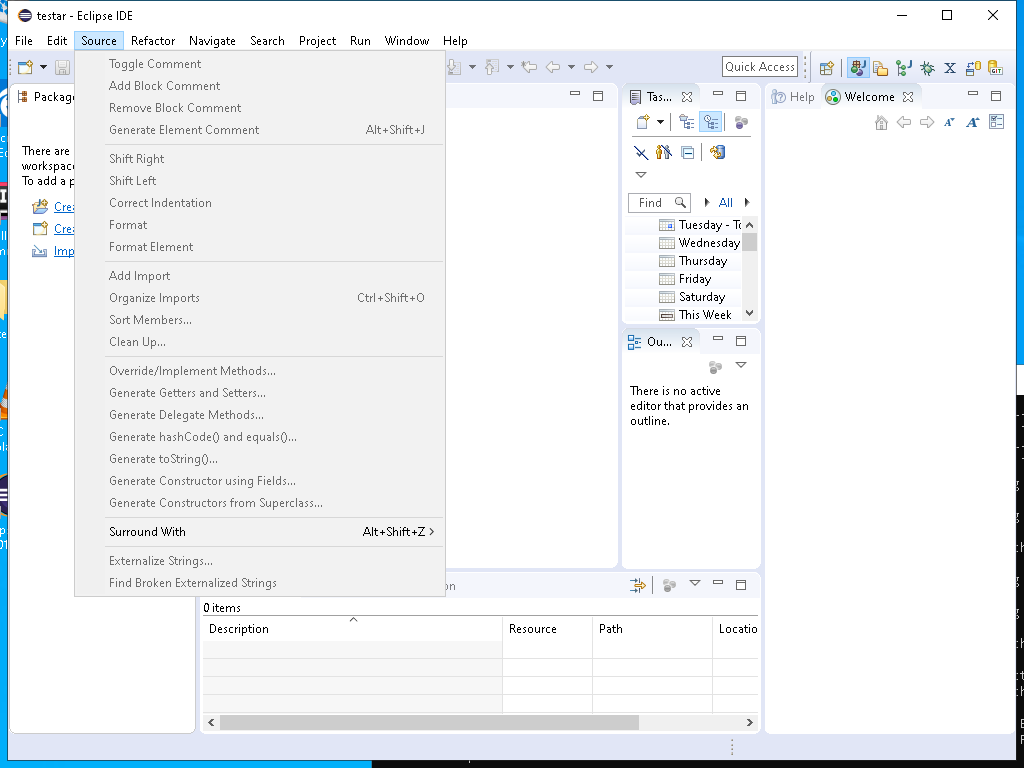 testar - Eclipse IDE
File Edit Source Refactor Navigate Search Project Run Window Help
Quick Access
Package
Tas...
Help
Welcome
There are
workspace
To add a p
Crea
Crea
Imp
Toggle Comment
Add Block Comment
Remove Block Comment
Generate Element Comment Alt+Shift+J
Shift Right
Shift Left
Correct Indentation
Format
Format Element
Add Import
Organize Imports Ctrl+Shift+O
Sort Members...
Clean Up...
Override/Implement Methods...
Generate Getters and Setters...
Generate Delegate Methods...
Generate hashCode() and equals()...
Generate toString()...
Generate Constructor using Fields...
Generate Constructors from Superclass...
Surround With Alt+Shift+Z
Externalize Strings...
Find Broken Externalized Strings
Find All
Tuesday - To
Wednesday
Thursday
Friday
Saturday
This Week
Ou...
There is no active
editor that provides an
outline.
on
0 items
Description Resource Path Locatio